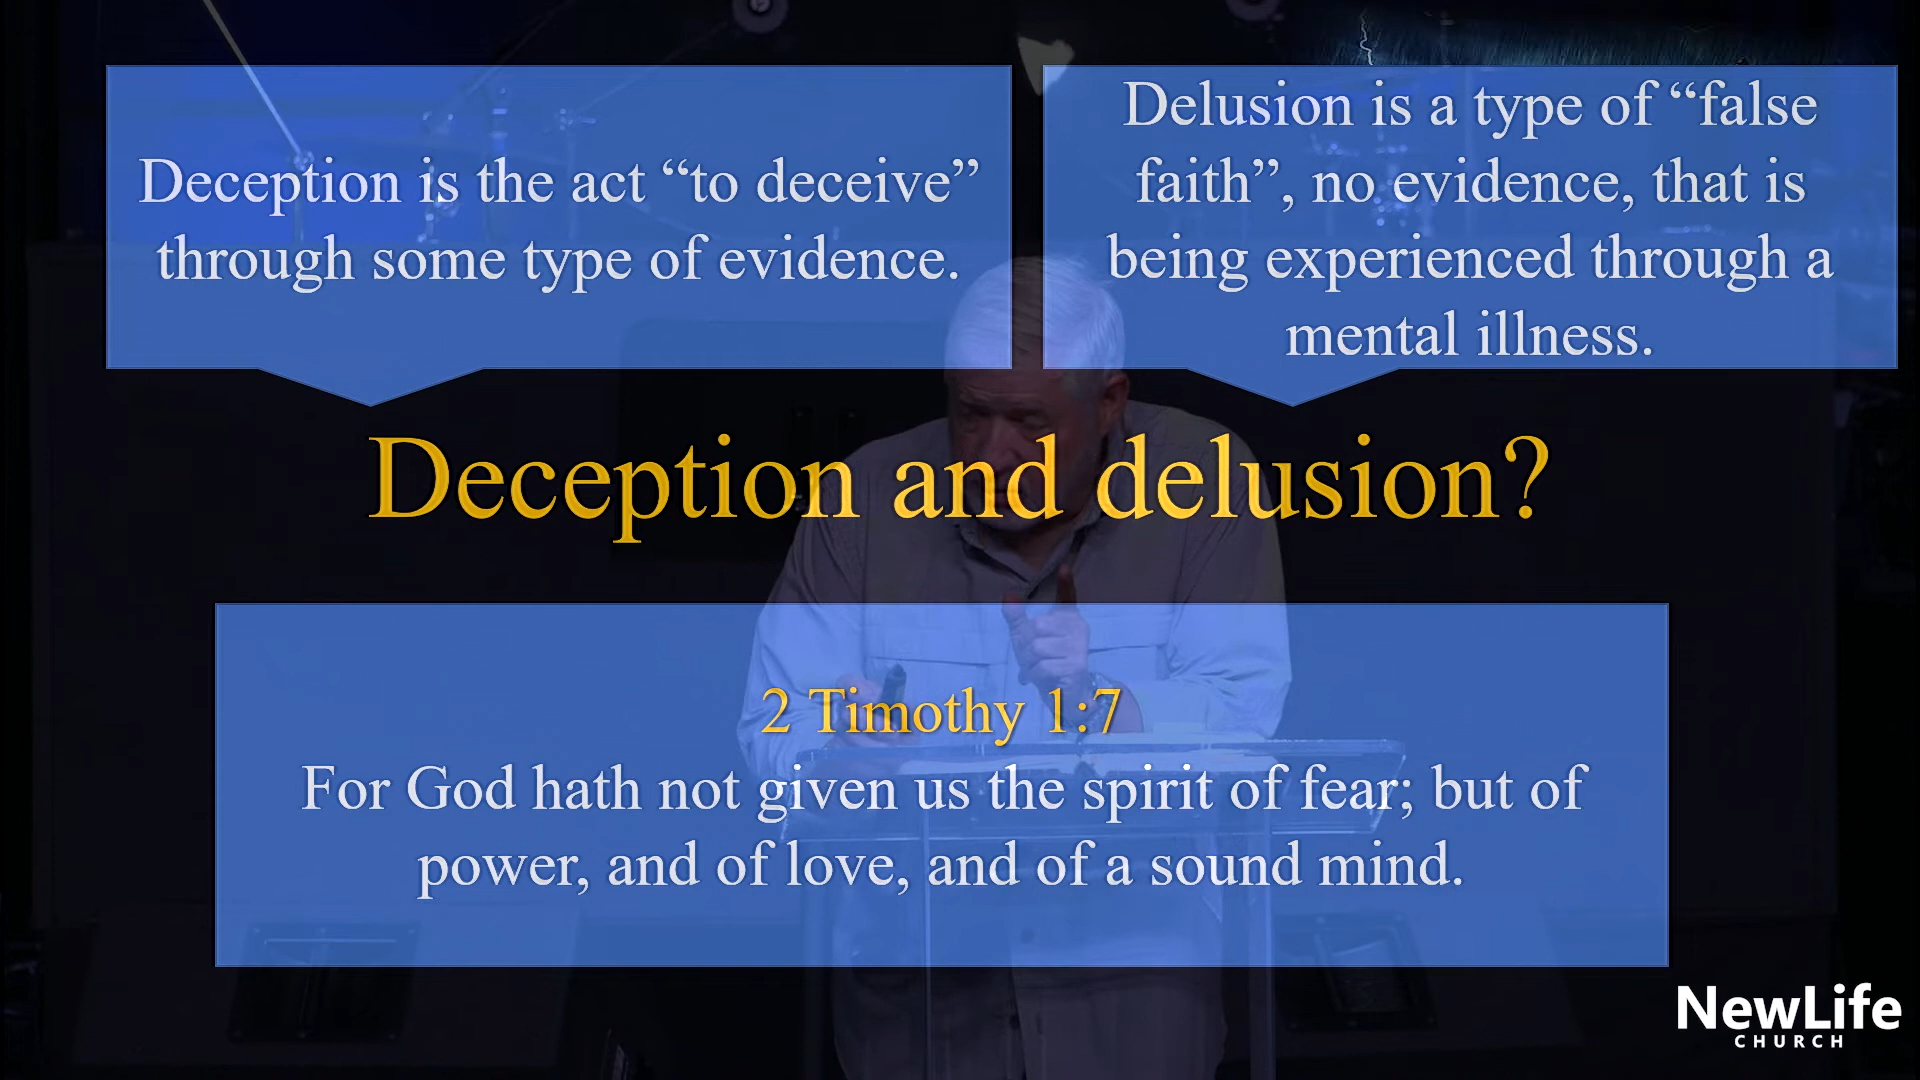 Deception is the act “to deceive”
through some type of evidence.
Delusion is a type of “false
faith”, no evidence, that is
being experienced through a
mental illness.
Deception and delusion?
2 Timothy 1:7
For God hath not given us the spirit of fear; but of
power, and of love, and of a sound mind.
NewLife
CHURCH